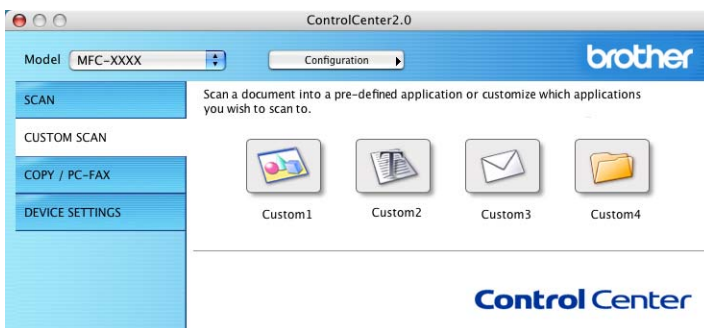 ControlCenter2.0
Model MFC-XXXX Configuration brother
SCAN
CUSTOM SCAN
COPY / PC-FAX
DEVICE SETTINGS
Scan a document into a pre-defined application or customize which applications
you wish to scan to.
T
Custom1 Custom2 Custom3 Custom4
Control Center